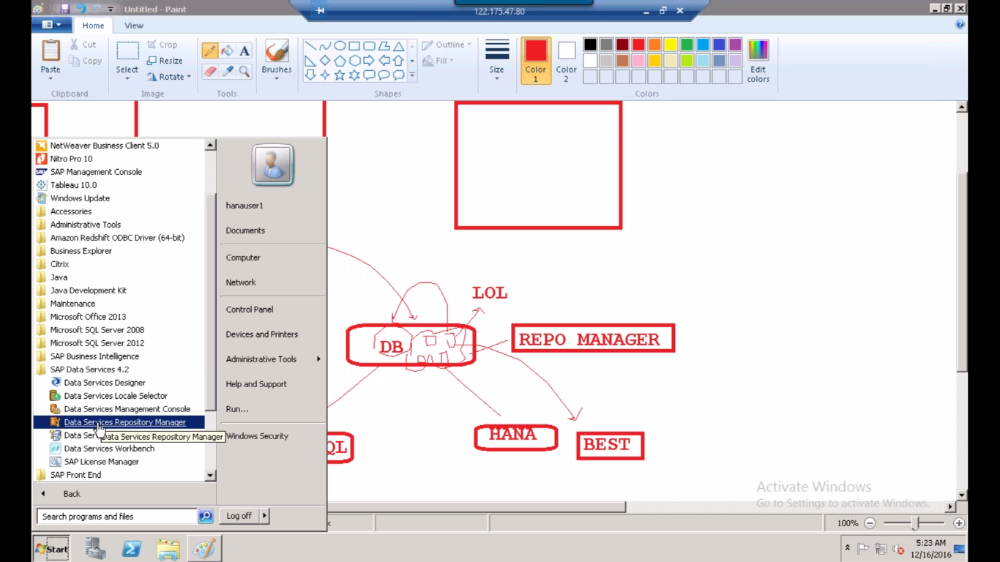 Untitled - Paint
122.175.47.80
Home
View
Paste
Cut
Copy
Clipboard
Select
Crop
Resize
Rotate
Image
Tools
Brushes
Outline
Fill
Shapes
Size
Color
1
Color
2
Edit
colors
Colors
NetWeaver Business Client 5.0
Nitro Pro 10
SAP Management Console
Tableau 10.0
Windows Update
Accessories
Administrative Tools
Amazon Redshift ODBC Driver (64-bit)
Business Explorer
Citrix
Java
Java Development Kit
Maintenance
Microsoft Office 2013
Microsoft SQL Server 2008
Microsoft SQL Server 2012
SAP Business Intelligence
SAP Data Services 4.2
Data Services Designer
Data Services Locale Selector
Data Services Management Console
Data Services Repository Manager
Data Ser
Data Services Repository Manager
Data Services Workbench
SAP License Manager
SAP Front End
Back
Search programs and files
hanauser1
Documents
Computer
Network
Control Panel
Devices and Printers
Administrative Tools
Help and Support
Run...
Windows Security
Log off
LOL
DB
REPO MANAGER
QL
HANA
BEST
Activate Windows
Go to Settings to activate Windows.
x
100%
Start
5:23 AM
12/16/2016